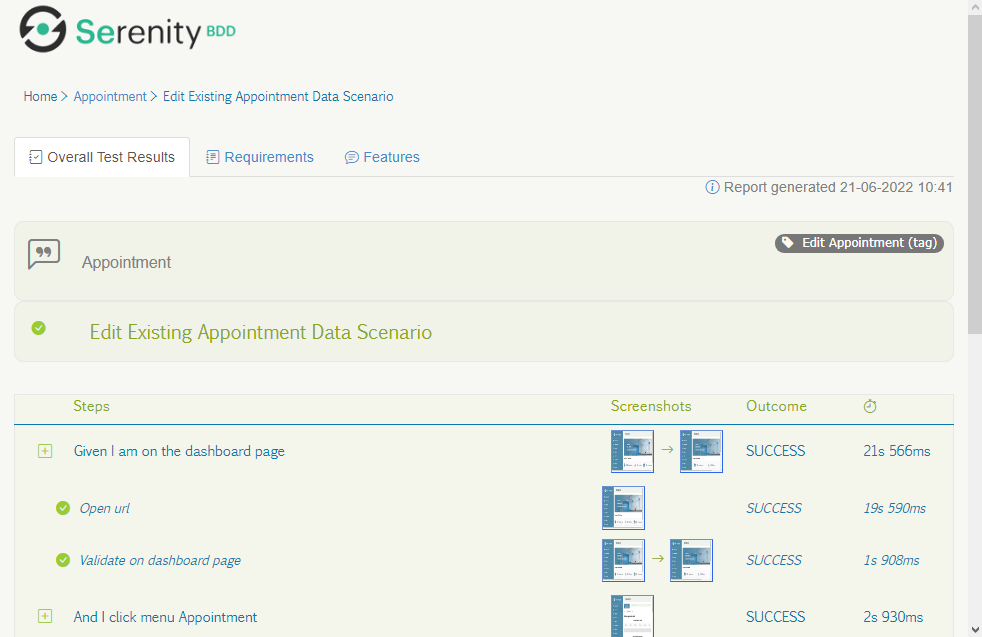 Serenity BDD
Home > Appointment > Edit Existing Appointment Data Scenario
Overall Test Results Requirements Features
Report generated 21-06-2022 10:41
Edit Appointment (tag)
Appointment
Edit Existing Appointment Data Scenario
Steps Screenshots Outcome
Given I am on the dashboard page SUCCESS 21s 566ms
Open url SUCCESS 19s 590ms
Validate on dashboard page SUCCESS 1s 908ms
And I click menu Appointment SUCCESS 2s 930ms